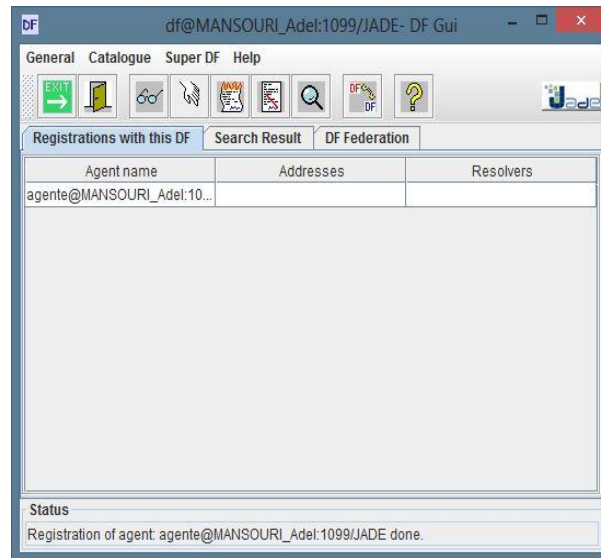 DF df@MANSOURI_Adel:1099/JADE- DF Gui
General Catalogue Super DF Help
EXIT DF DF Jade
Registrations with this DF Search Result DF Federation
Agent name Addresses Resolvers
agente@MANSOURI_Adel:10...
Status
Registration of agent: agente@MANSOURI_Adel:1099/JADE done.